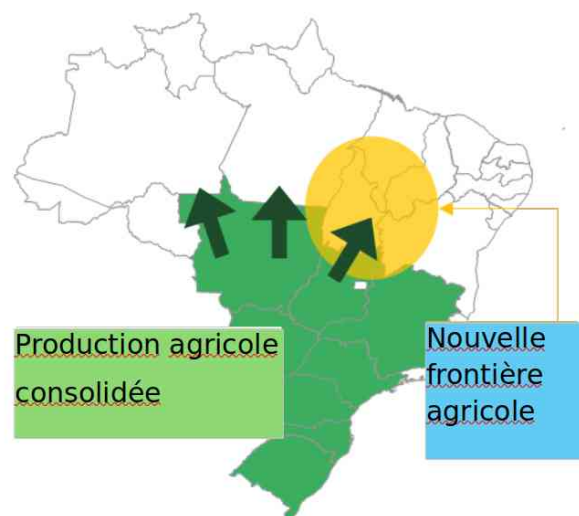 Production agricole
consolidée
Nouvelle
frontière
agricole